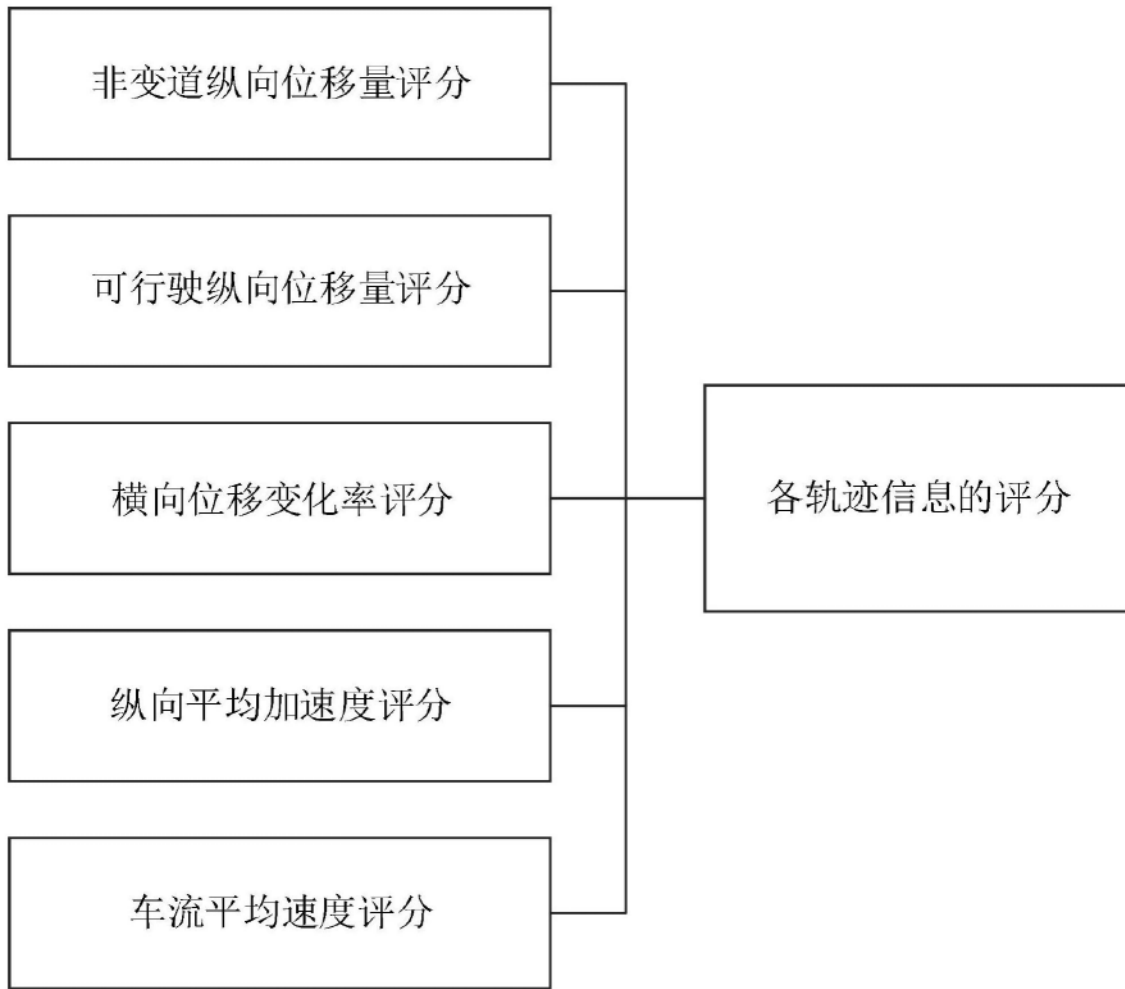 非变道纵向位移量评分
可行驶纵向位移量评分
横向位移变化率评分
各轨迹信息的评分
纵向平均加速度评分
车流平均速度评分